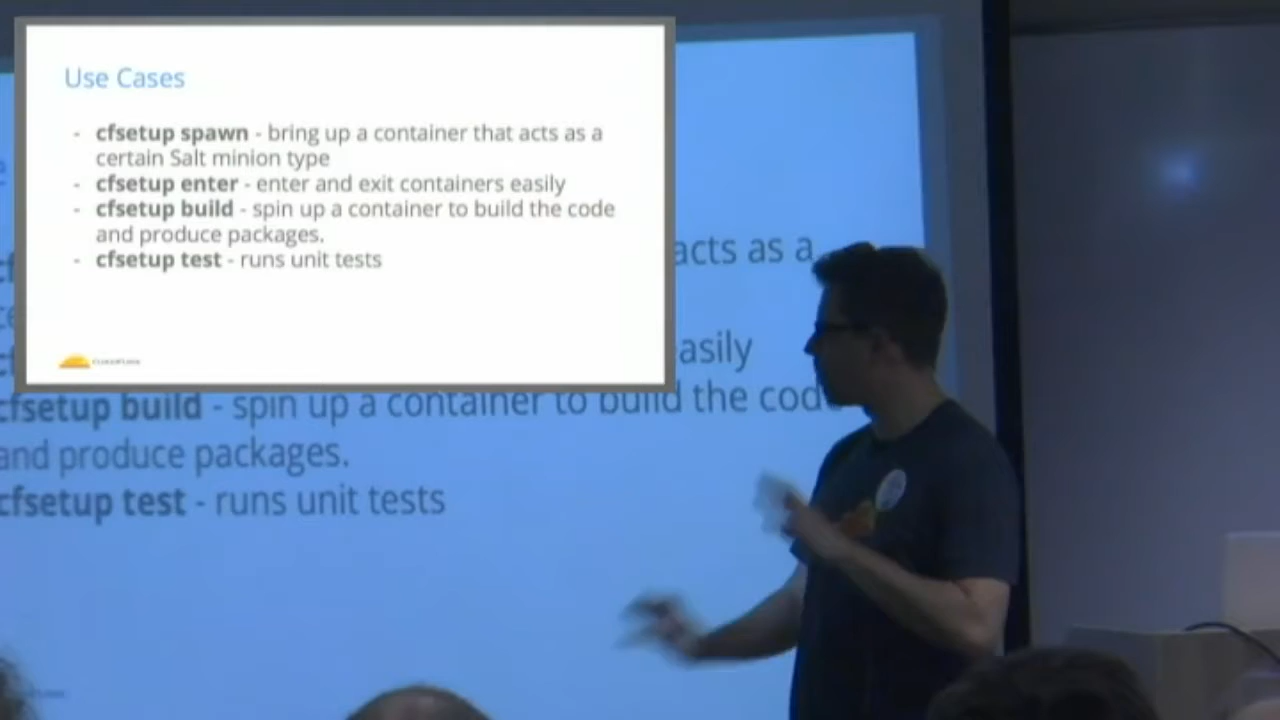 Use Cases
- cfsetup spawn - bring up a container that acts as a
certain Salt minion type
- cfsetup enter - enter and exit containers easily
- cfsetup build - spin up a container to build the code
and produce packages.
- cfsetup test - runs unit tests
CLOUDFLARE
acts as a
easily
cfsetup build - spin up a container to build the code
and produce packages.
cfsetup test - runs unit tests